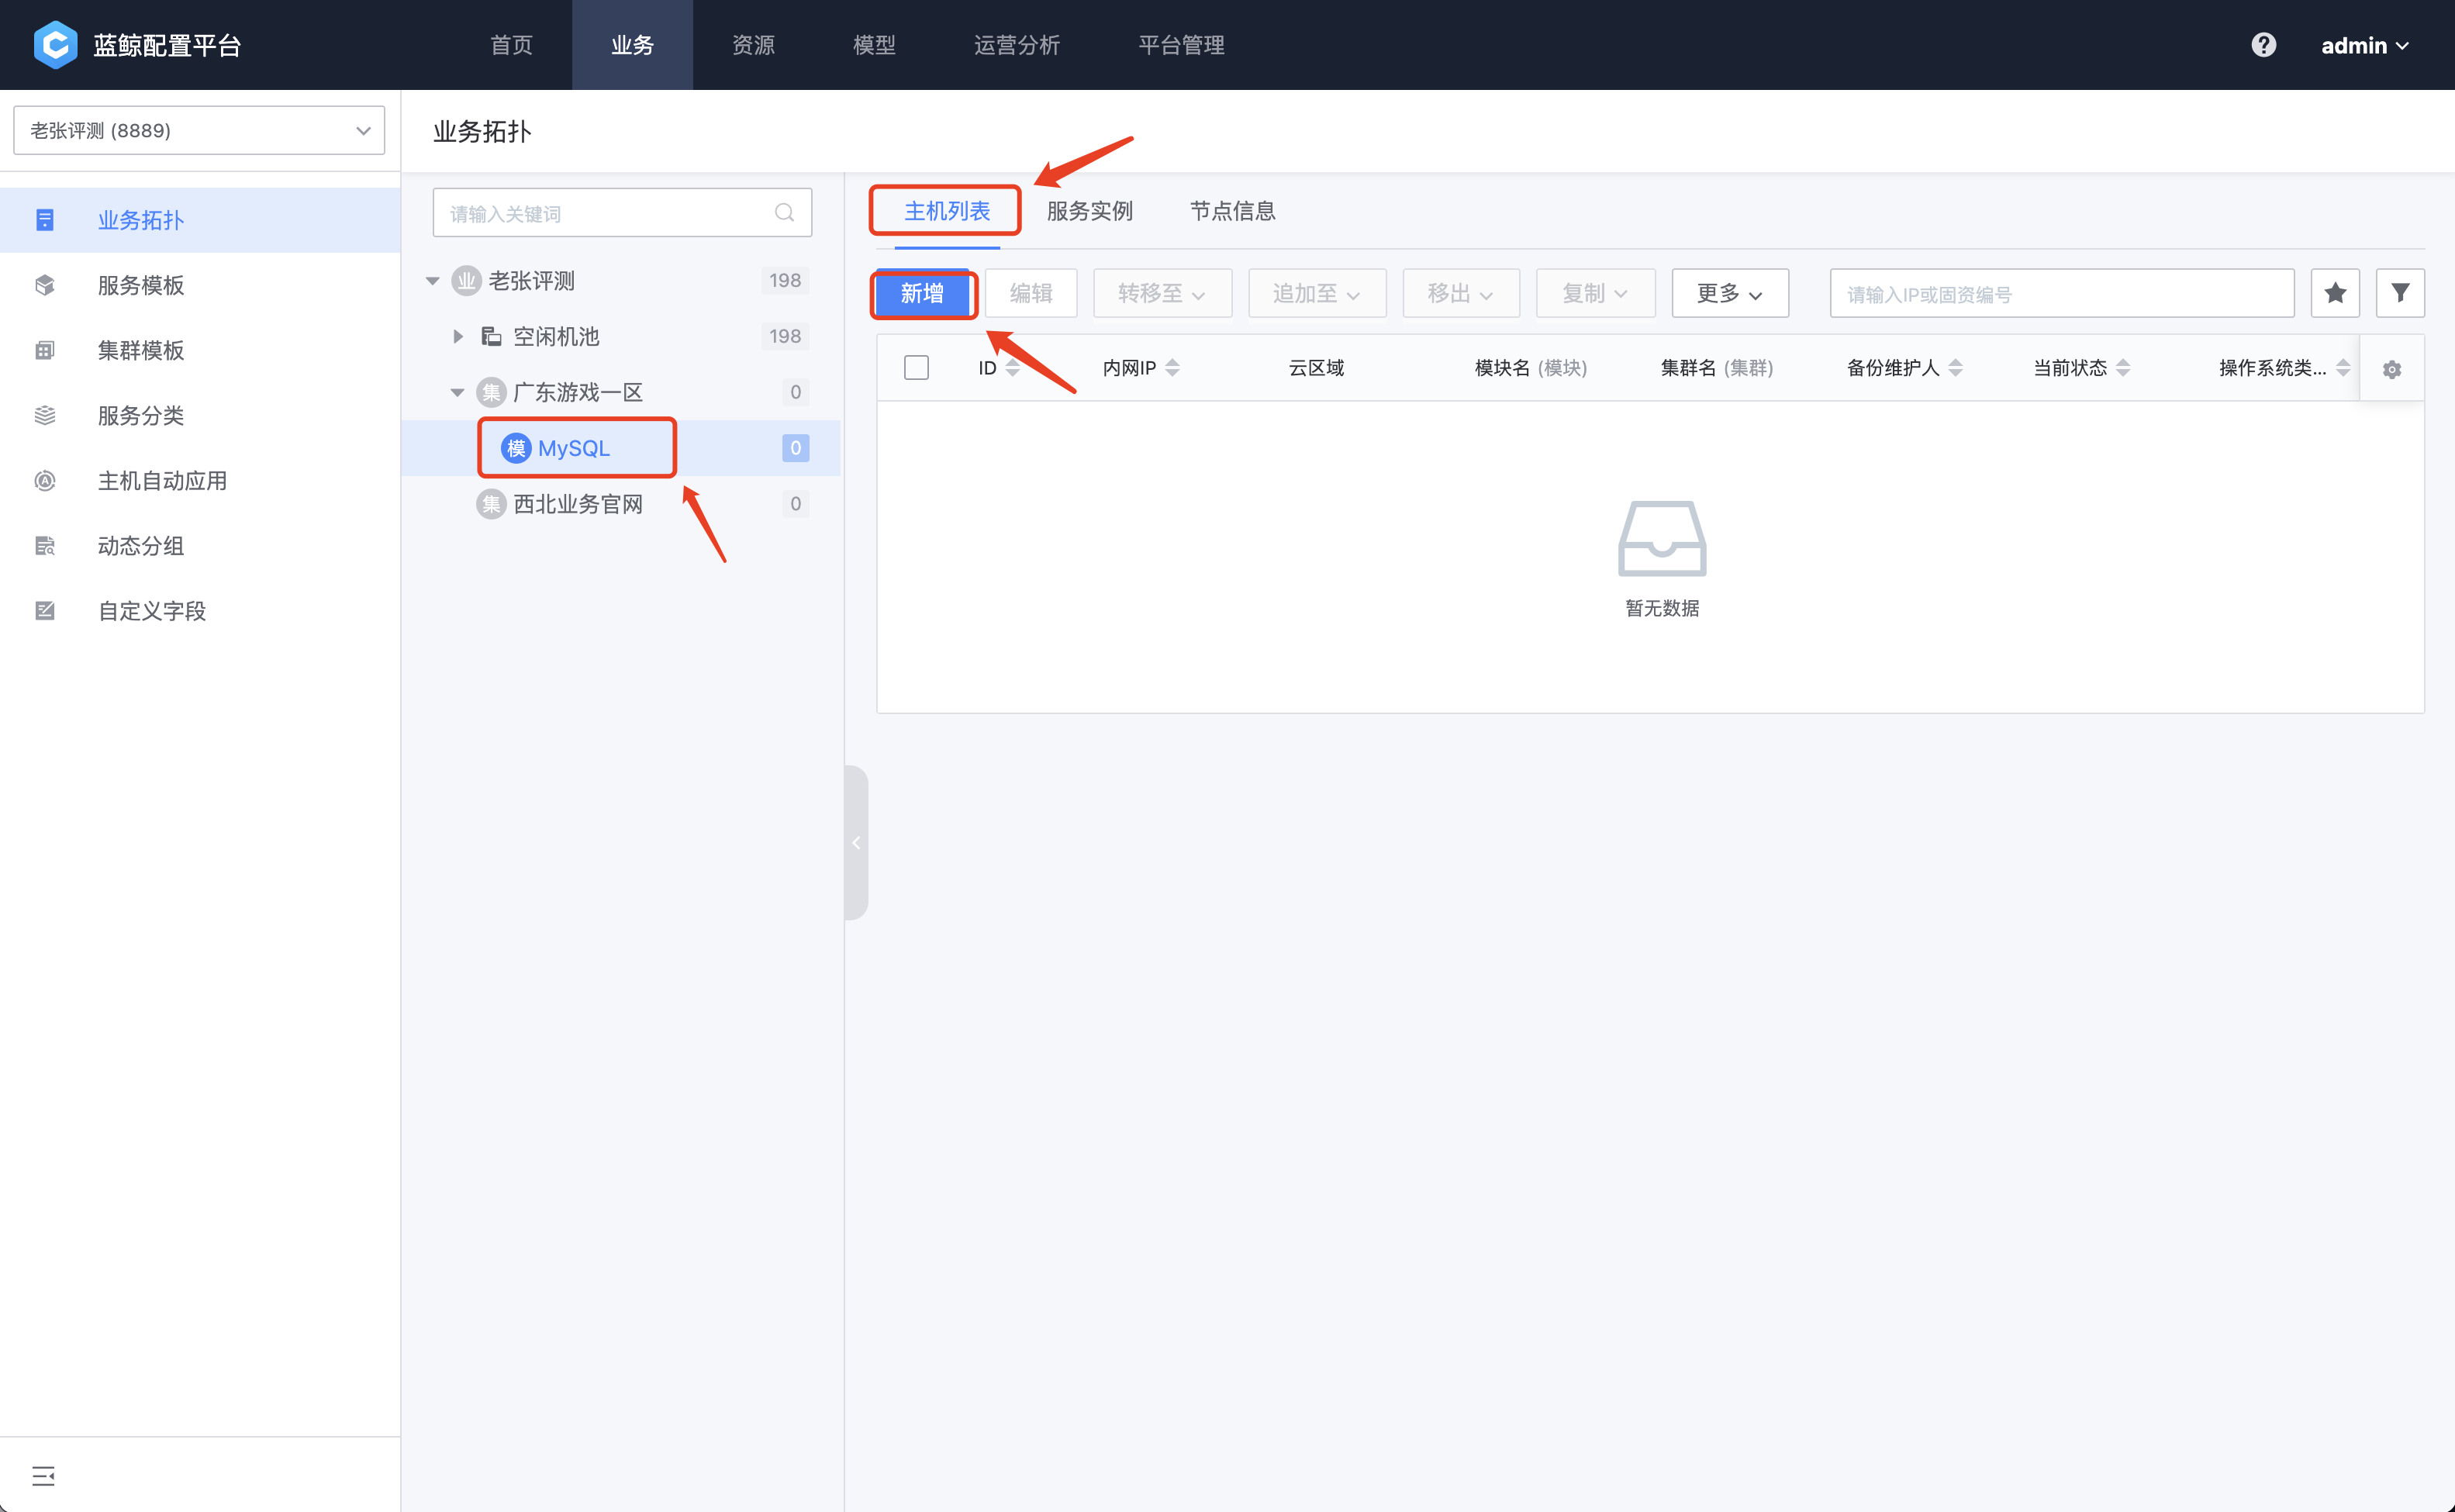 蓝鲸配置平台
首页 业务 资源 模型 运营分析 平台管理
admin
老张评测 (8889)
业务拓扑
服务模板
集群模板
服务分类
主机自动应用
动态分组
自定义字段
业务拓扑
请输入关键词
业 老张评测 198
空闲机池 198
集 广东游戏一区 0
模 MySQL 0
集 西北业务官网 0
主机列表 服务实例 节点信息
新增 编辑 转移至 追加至 移出 复制 更多 请输入IP或固资编号
ID 内网IP 云区域 模块名 (模块) 集群名 (集群) 备份维护人 当前状态 操作系统类...
暂无数据